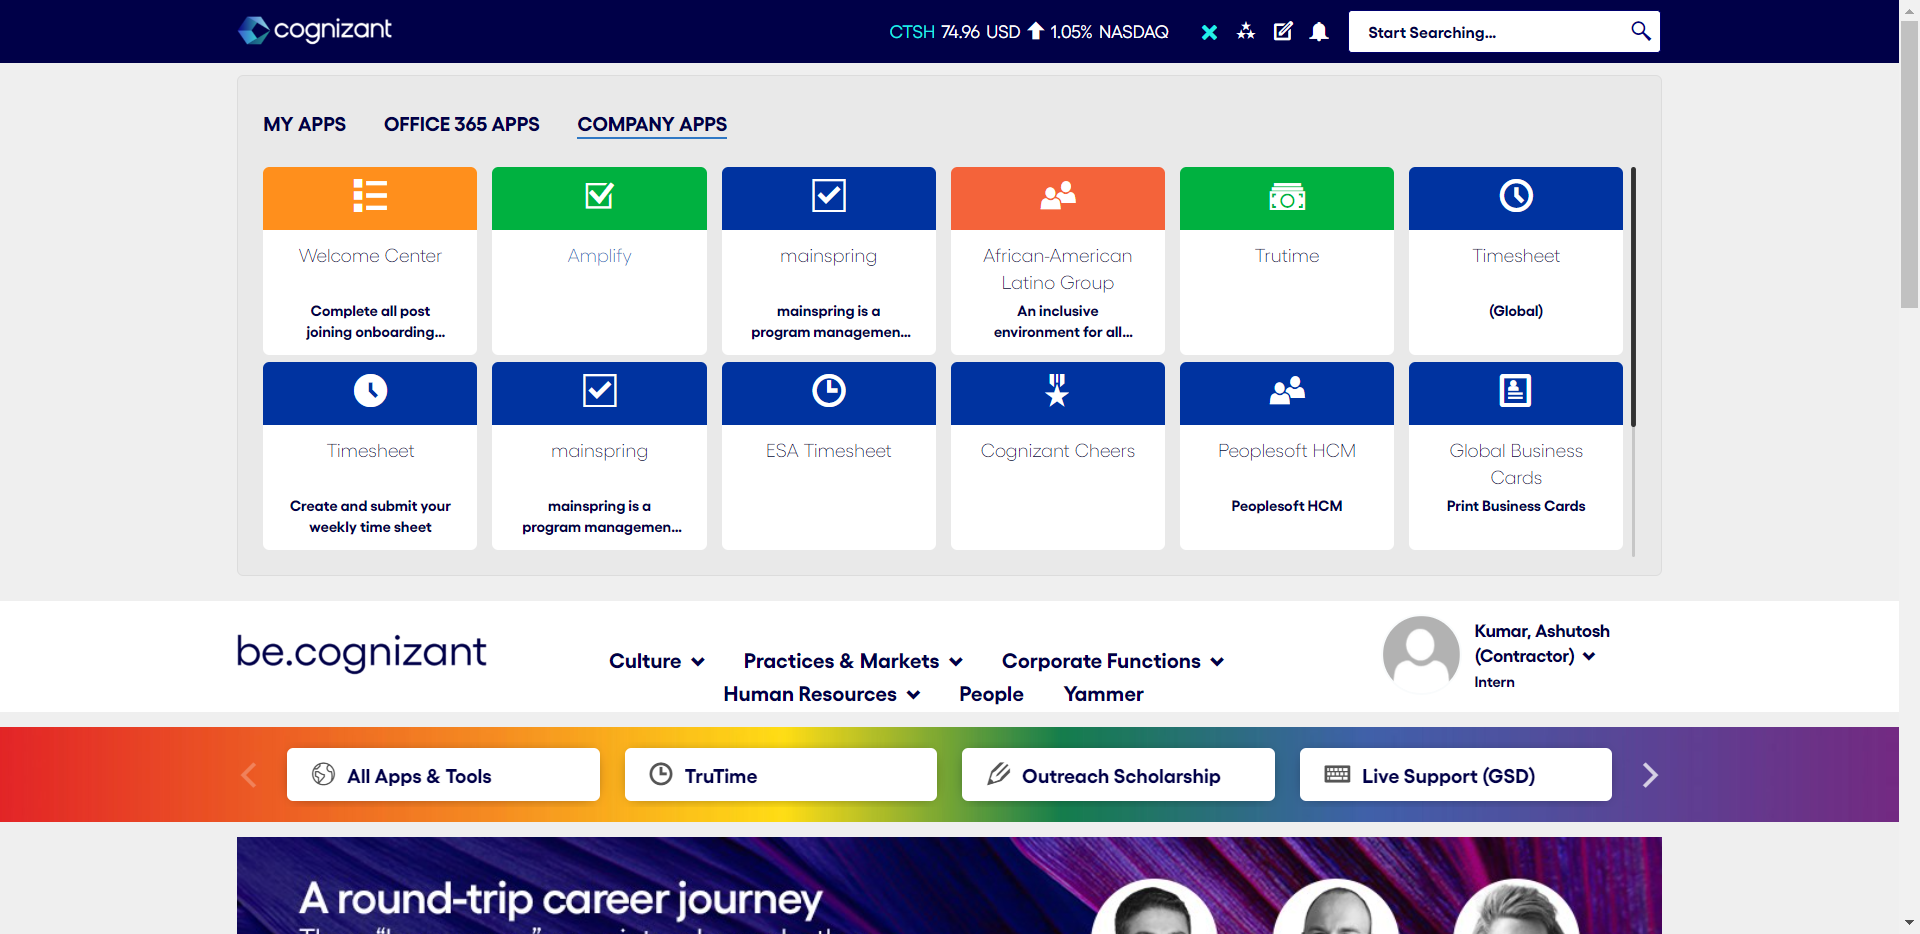 cognizant
CTSH 74.96 USD 1.05% NASDAQ
Start Searching...
MY APPS
OFFICE 365 APPS
COMPANY APPS
Welcome Center
Complete all post
joining onboarding...
Amplify
mainspring
mainspring is a
program managemen...
African-American
Latino Group
An inclusive
environment for all...
Trutime
Timesheet
(Global)
Timesheet
Create and submit your
weekly time sheet
mainspring
mainspring is a
program managemen...
ESA Timesheet
Cognizant Cheers
Peoplesoft HCM
Peoplesoft HCM
Global Business
Cards
Print Business Cards
be.cognizant
Culture
Practices & Markets
Corporate Functions
Human Resources
People
Yammer
Kumar, Ashutosh
(Contractor)
Intern
All Apps & Tools
TruTime
Outreach Scholarship
Live Support (GSD)
A round-trip career journey